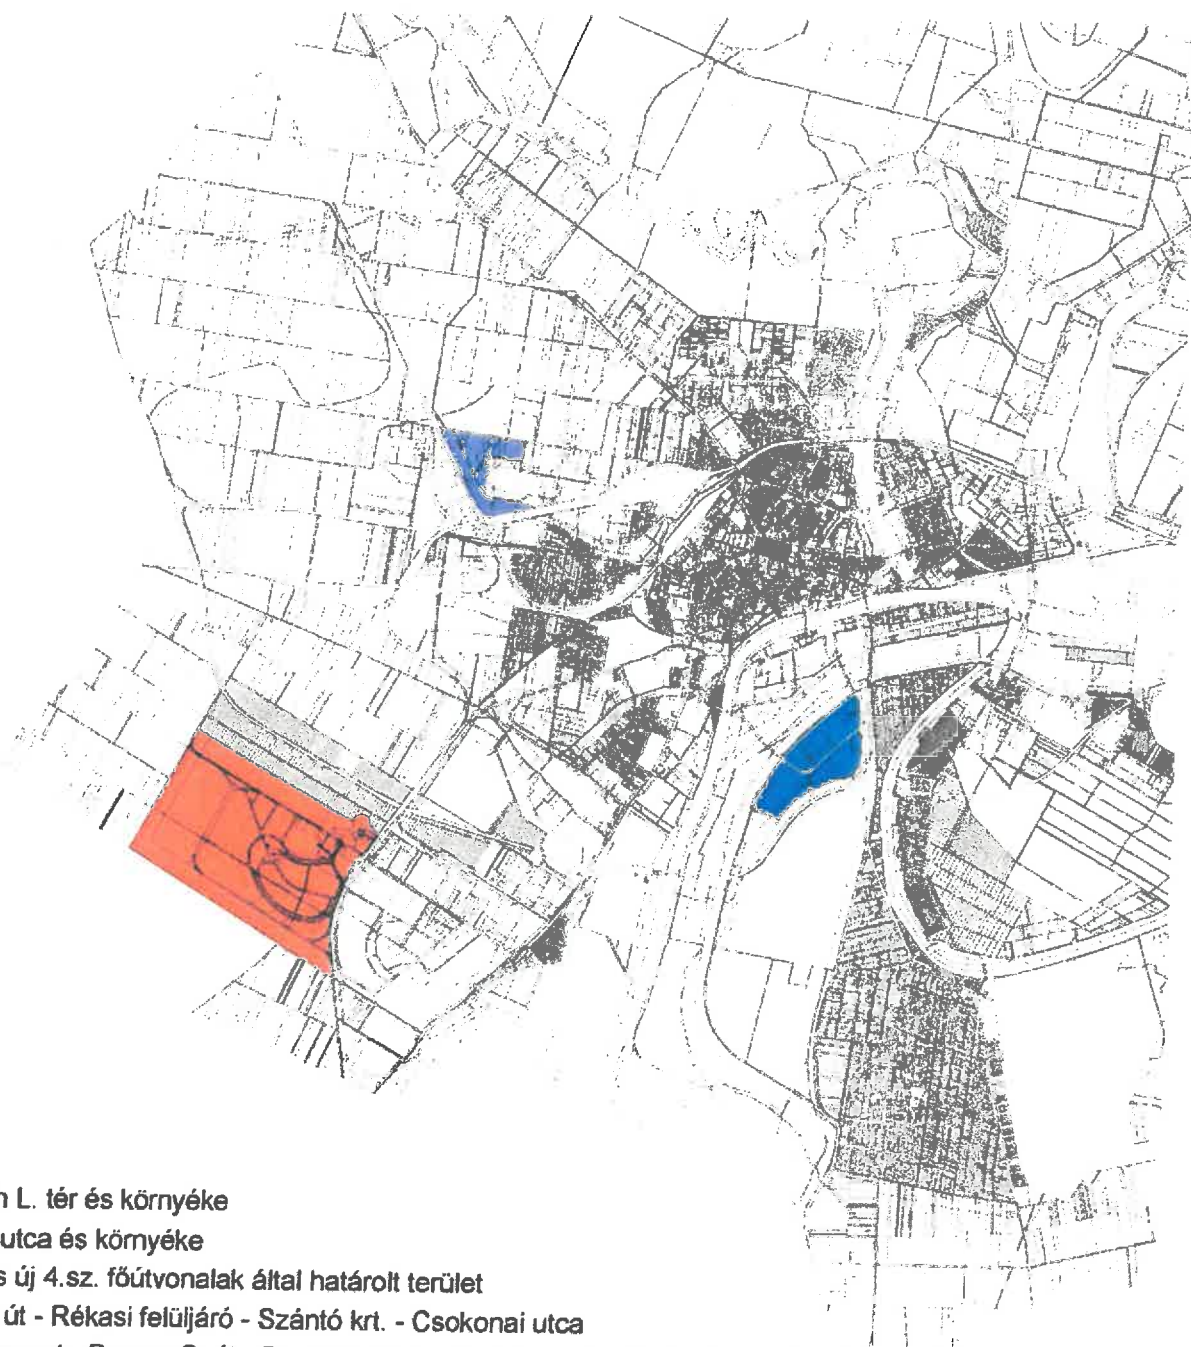 L. tér és környéke
utca és környéke
új 4.sz. főútvonalak által határolt terület
út - Rékasi felüljáró - Szántó krt. - Csokonai utca